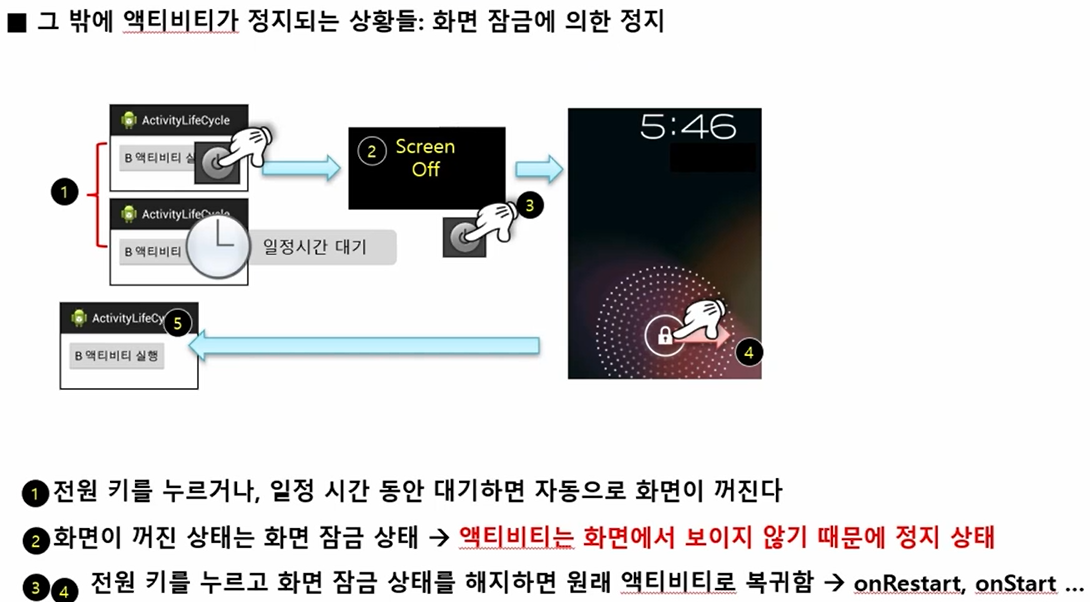 ■ 그 밖에 액티비티가 정지되는 상황들: 화면 잠금에 의한 정지
ActivityLifeCycle
B 액티비티 실
② Screen
Off
5:46
1
3
ActivityLifeCycle
B 액티비티
일정시간 대기
ActivityLifeCy
5
B 액티비티 실행
4
❶ 전원 키를 누르거나, 일정 시간 동안 대기하면 자동으로 화면이 꺼진다
❷ 화면이 꺼진 상태는 화면 잠금 상태 → 액티비티는 화면에서 보이지 않기 때문에 정지 상태
❸❹ 전원 키를 누르고 화면 잠금 상태를 해지하면 원래 액티비티로 복귀함 → onRestart, onStart ...